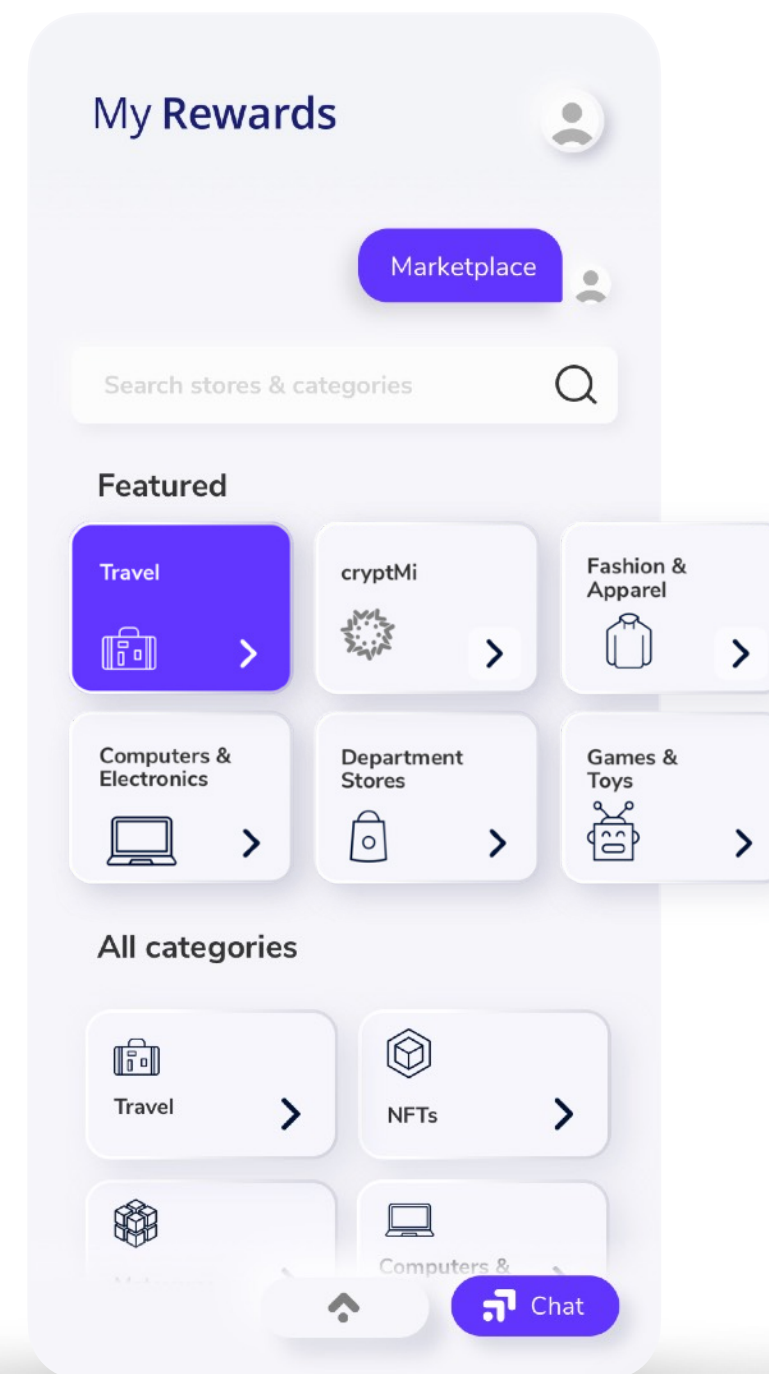 My Rewards
Marketplace
Search stores & categories
Featured
Travel
cryptMi
Fashion &
Apparel
Computers &
Electronics
Department
Stores
Games &
Toys
All categories
Travel
NFTs
Computers &
Chat